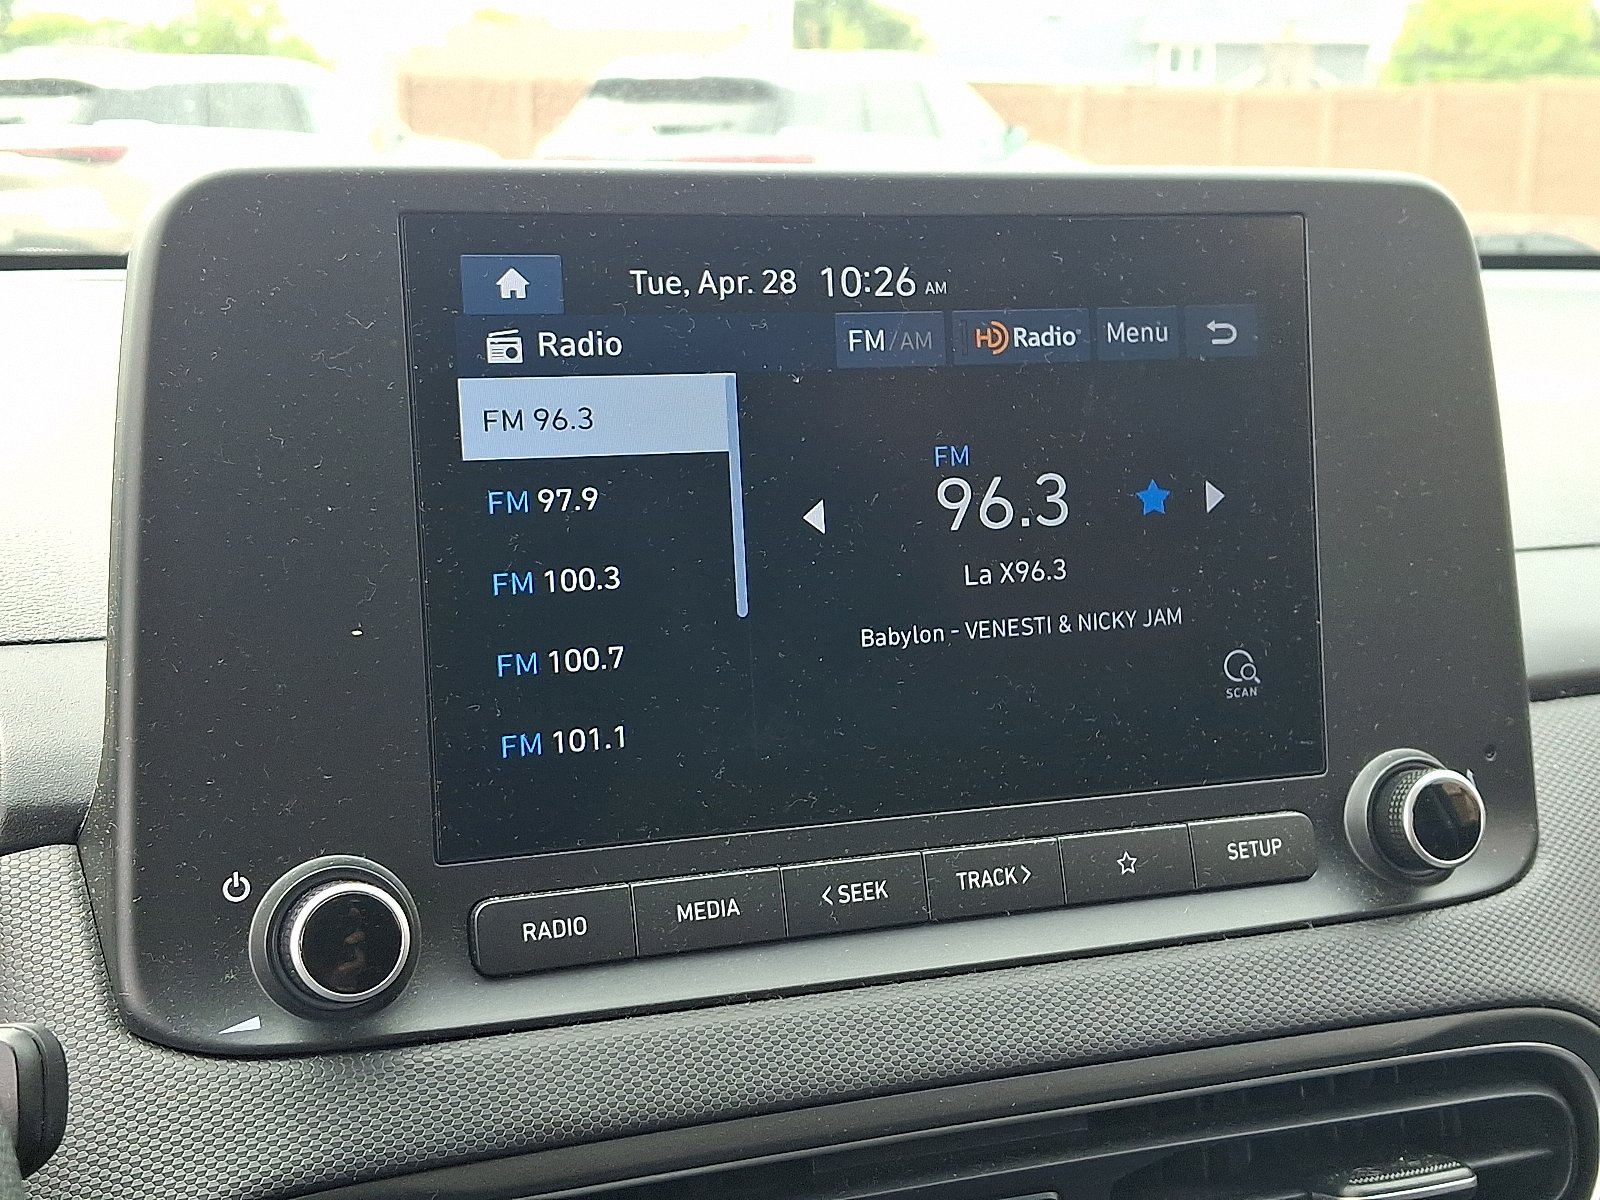 Tue, Apr. 28 10:26 AM
Radio FM/AM HD Radio Menu
FM 96.3
FM 97.9
FM 100.3
FM 100.7
FM 101.1
FM
96.3
La X96.3
Babylon - VENESTI & NICKY JAM
SCAN
RADIO MEDIA < SEEK TRACK > SETUP